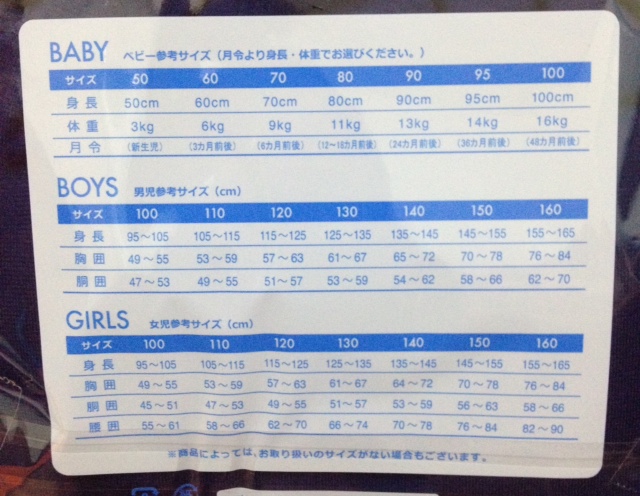 BABY ベビー参考サイズ(月令より身長・体重でお選びください。)
サイズ 50 60 70 80 90 95 100
身長 50cm 60cm 70cm 80cm 90cm 95cm 100cm
体重 3kg 6kg 9kg 11kg 13kg 14kg 16kg
月令 (新生児) (3カ月前後) (6カ月前後) (12〜18カ月前後) (24カ月前後) (36カ月前後) (48カ月前後)
BOYS 男児参考サイズ(cm)
サイズ 100 110 120 130 140 150 160
身長 95〜105 105〜115 115〜125 125〜135 135〜145 145〜155 155〜165
胸囲 49〜55 53〜59 57〜63 61〜67 65〜72 70〜78 76〜84
胴囲 47〜53 49〜55 51〜57 53〜59 54〜62 58〜66 62〜70
GIRLS 女児参考サイズ(cm)
サイズ 100 110 120 130 140 150 160
身長 95〜105 105〜115 115〜125 125〜135 135〜145 145〜155 155〜165
胸囲 49〜55 53〜59 57〜63 61〜67 64〜72 70〜78 76〜84
胴囲 45〜51 47〜53 49〜55 51〜57 53〜59 56〜63 58〜66
腰囲 55〜61 58〜66 62〜70 66〜74 70〜78 76〜84 82〜90
※商品によっては、お取り扱いのサイズがない場合もございます。